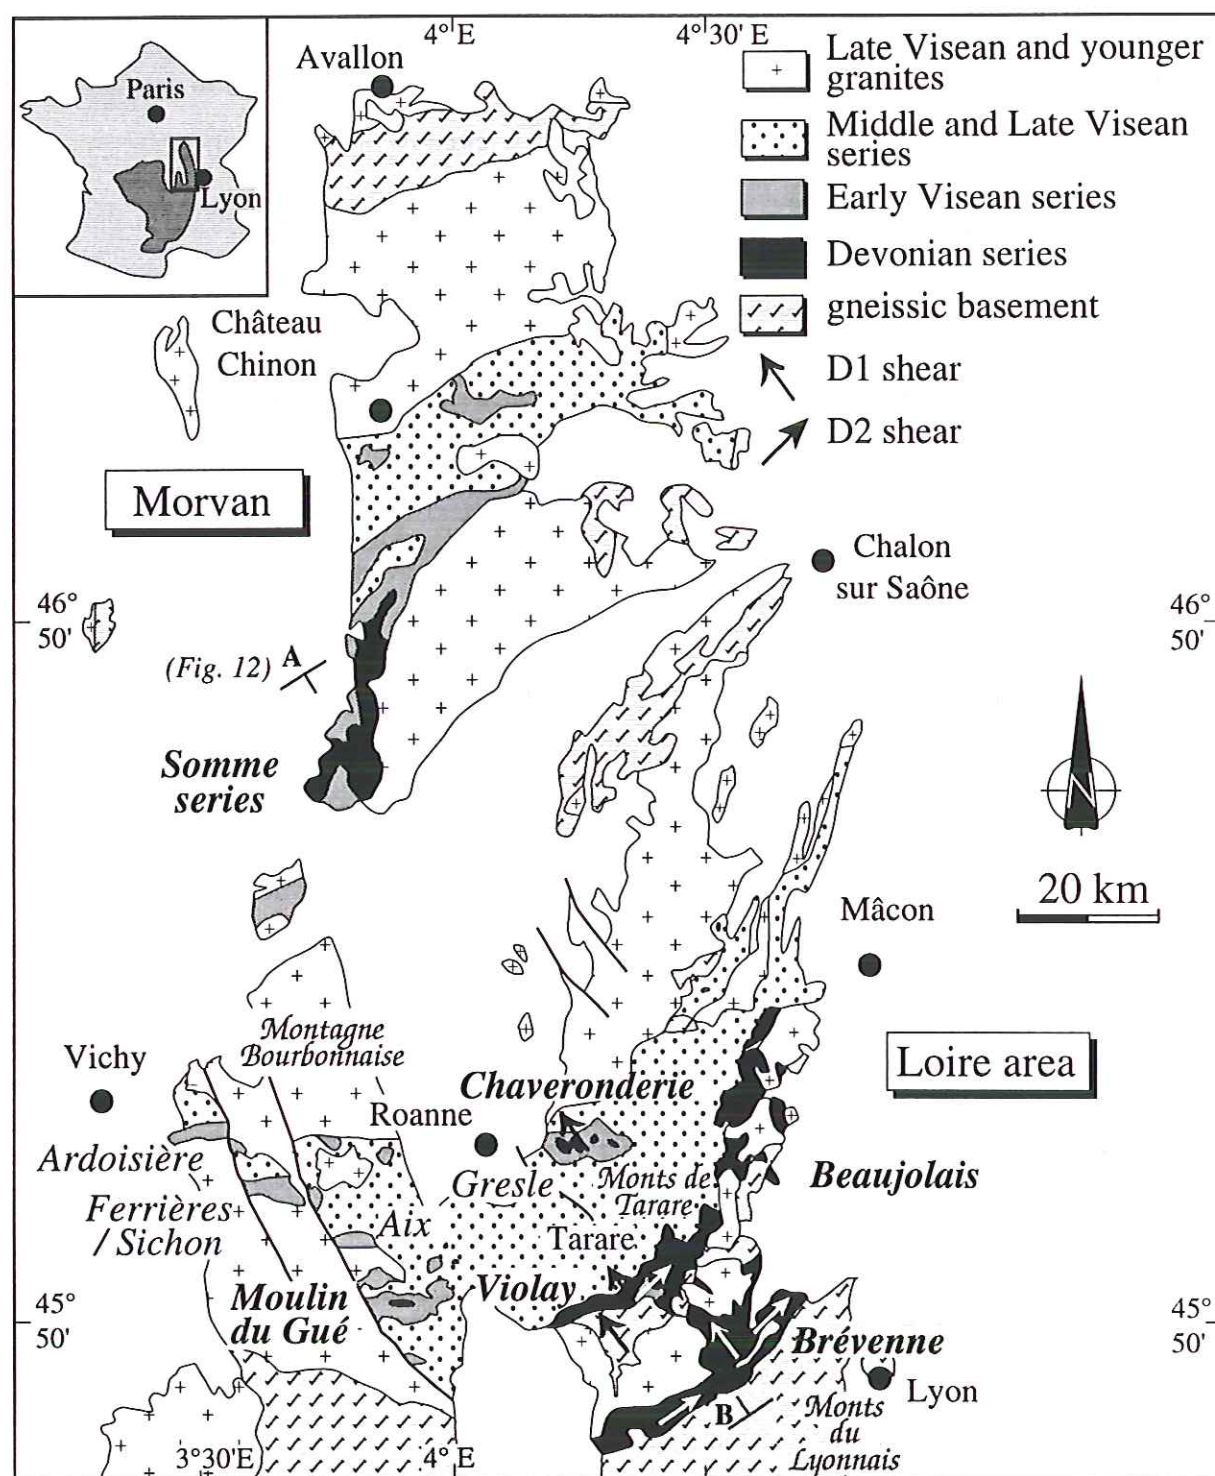 4° E
4°30' E
Avallon
Paris
Lyon
Late Visean and younger
granites
Middle and Late Visean
series
Early Visean series
Devonian series
gneissic basement
D1 shear
D2 shear
Château
Chinon
Morvan
Chalon
sur Saône
46°
50'
46°
50'
(Fig. 12) A
Somme
series
N
20 km
Mâcon
Montagne
Bourbonnaise
Vichy
Loire area
Chaveronderie
Roanne
Ardoisière
Gresle
Monts de
Tarare
Beaujolais
Ferrières
/ Sichon
Aix
Tarare
Violay
Moulin
du Gué
45°
50'
45°
50'
Brévenne
Lyon
B
Monts
du
Lyonnais
3°30'E
4° E